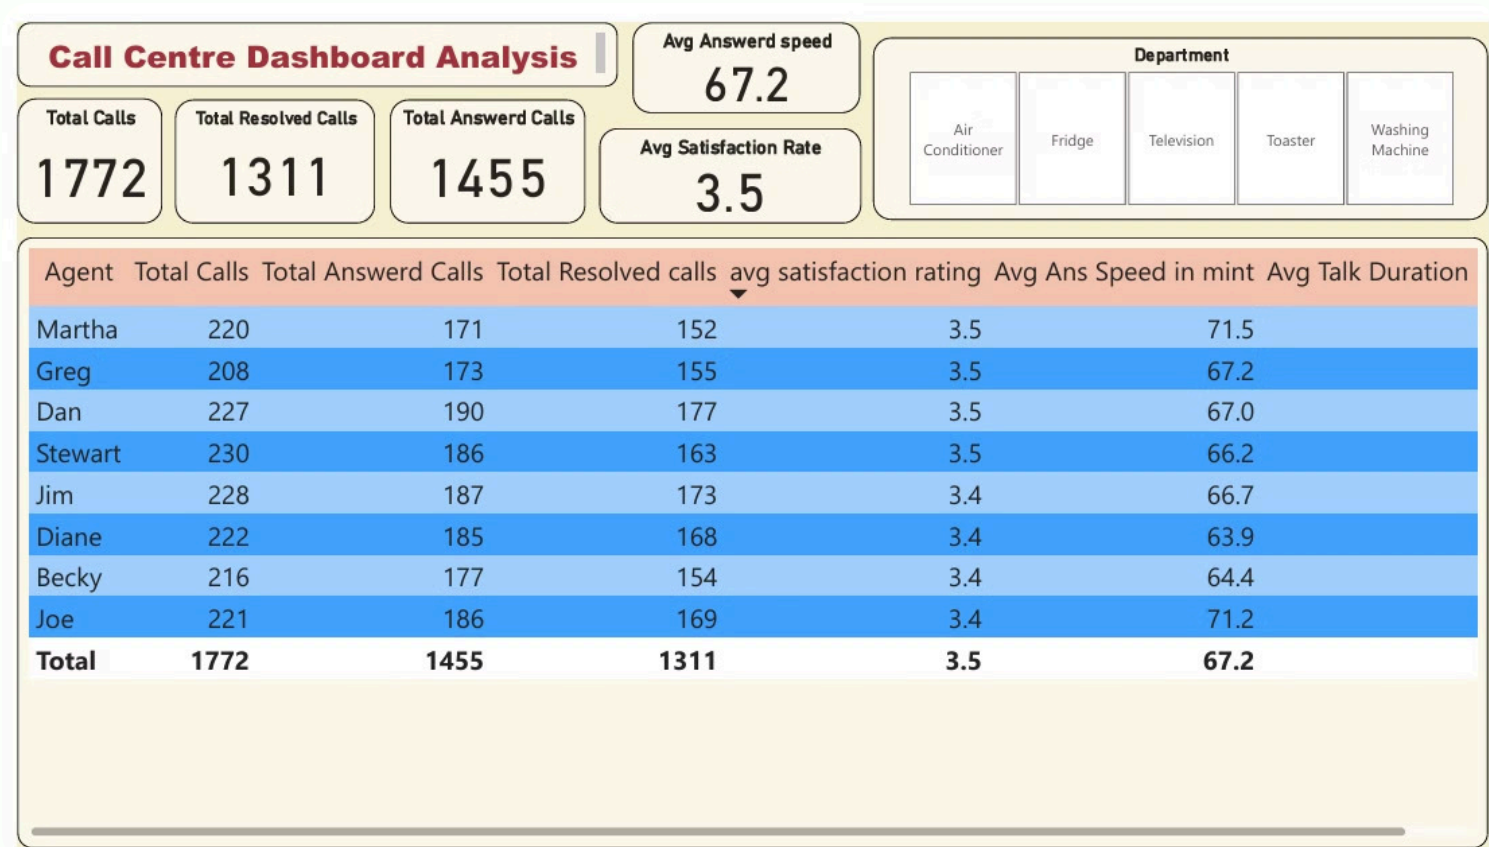 Call Centre Dashboard Analysis
Avg Answerd speed
67.2
Department
Air Conditioner
Fridge
Television
Toaster
Washing Machine
Total Calls
1772
Total Resolved Calls
1311
Total Answerd Calls
1455
Avg Satisfaction Rate
3.5
Agent Total Calls Total Answerd Calls Total Resolved calls avg satisfaction rating Avg Ans Speed in mint Avg Talk Duration
Martha 220 171 152 3.5 71.5
Greg 208 173 155 3.5 67.2
Dan 227 190 177 3.5 67.0
Stewart 230 186 163 3.5 66.2
Jim 228 187 173 3.4 66.7
Diane 222 185 168 3.4 63.9
Becky 216 177 154 3.4 64.4
Joe 221 186 169 3.4 71.2
Total 1772 1455 1311 3.5 67.2